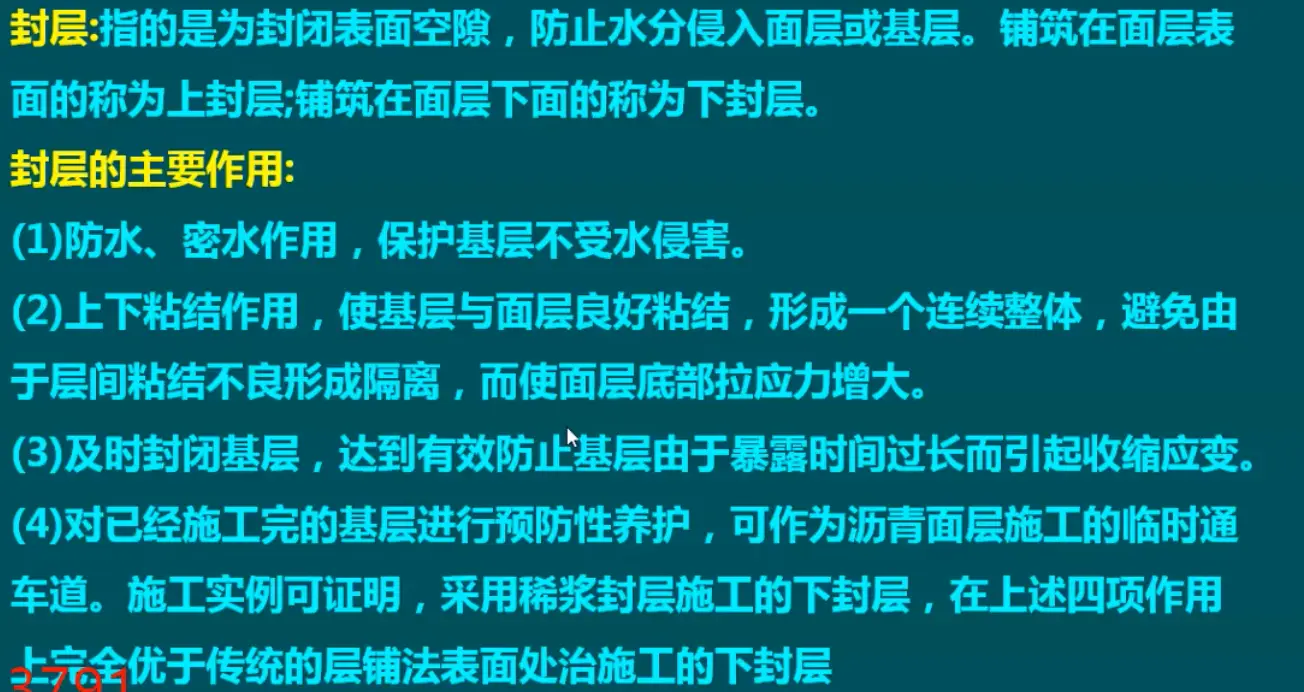 封层:指的是为封闭表面空隙，防止水分侵入面层或基层。铺筑在面层表
面的称为上封层;铺筑在面层下面的称为下封层。
封层的主要作用:
(1)防水、密水作用，保护基层不受水侵害。
(2)上下粘结作用，使基层与面层良好粘结，形成一个连续整体，避免由
于层间粘结不良形成隔离，而使面层底部拉应力增大。
(3)及时封闭基层，达到有效防止基层由于暴露时间过长而引起收缩应变。
(4)对已经施工完的基层进行预防性养护，可作为沥青面层施工的临时通
车道。施工实例可证明，采用稀浆封层施工的下封层，在上述四项作用
上完全优于传统的层铺法表面处治施工的下封层
3791